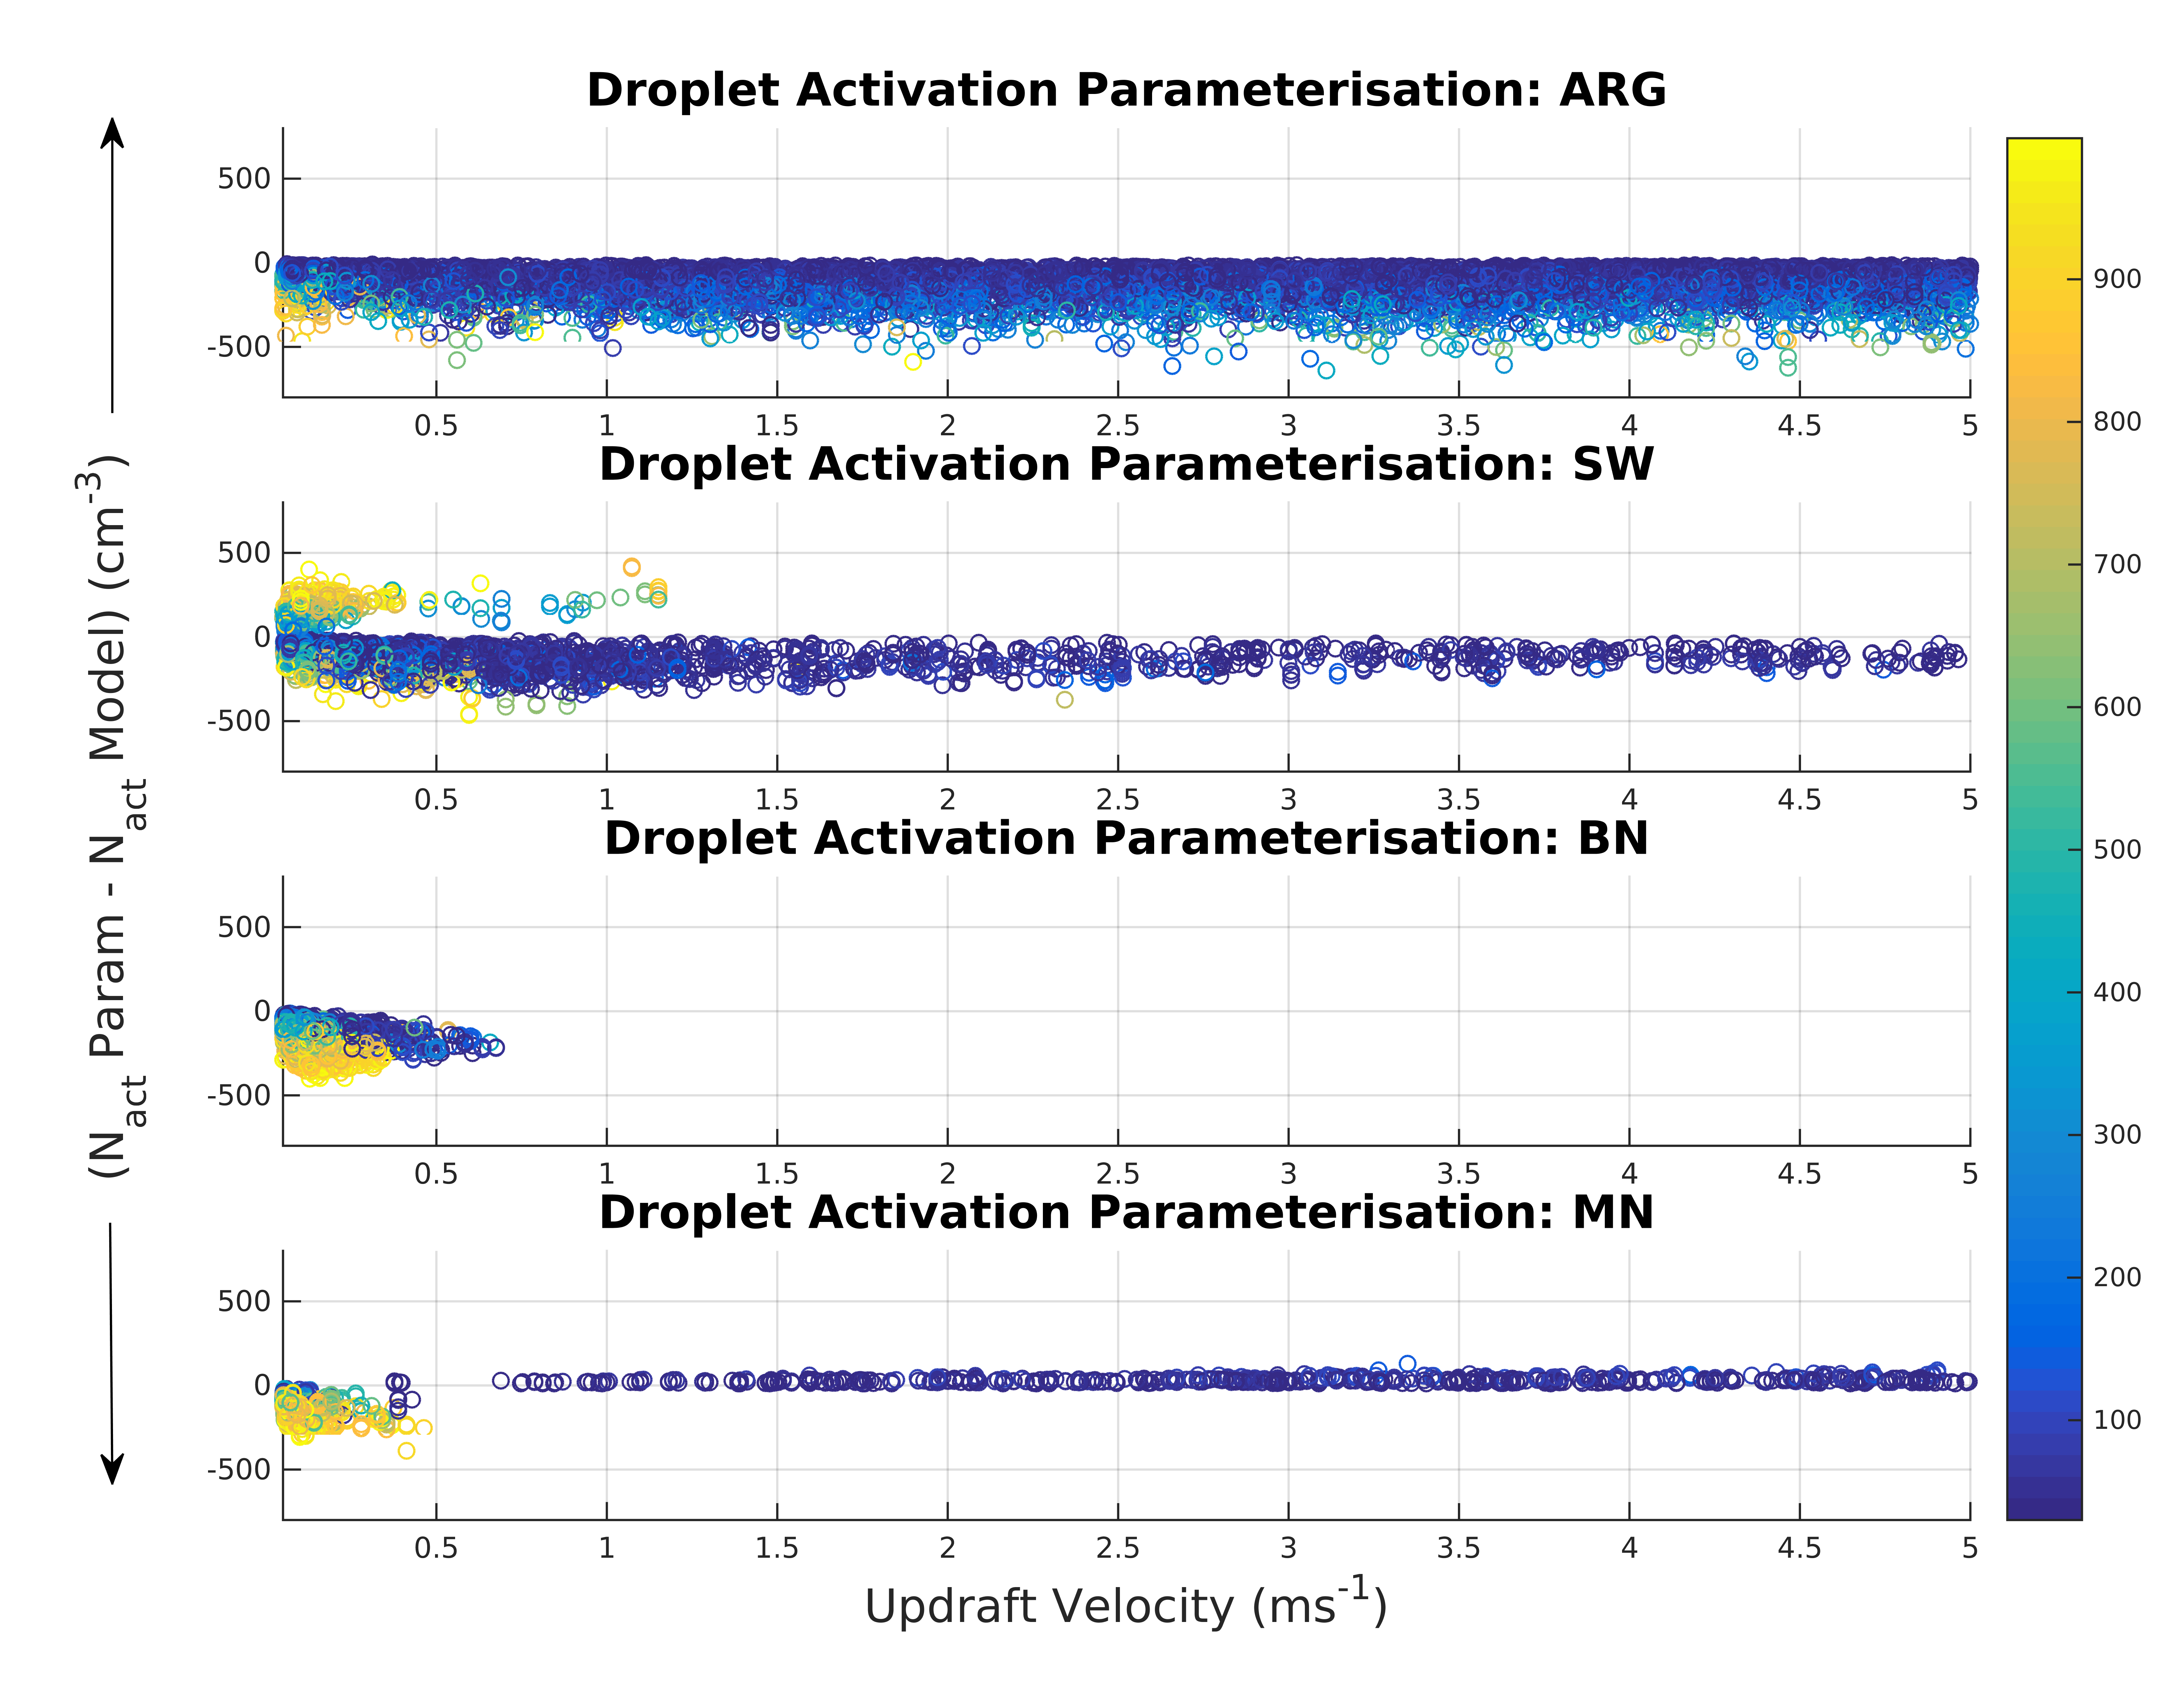 Droplet Activation Parameterisation: ARG
500
0
-500
0.5 1 1.5 2 2.5 3 3.5 4 4.5 5
Droplet Activation Parameterisation: SW
500
0
-500
0.5 1 1.5 2 2.5 3 3.5 4 4.5 5
Droplet Activation Parameterisation: BN
500
0
-500
0.5 1 1.5 2 2.5 3 3.5 4 4.5 5
Droplet Activation Parameterisation: MN
500
0
-500
0.5 1 1.5 2 2.5 3 3.5 4 4.5 5
Updraft Velocity (ms-1)
(Nact Param - Nact Model) (cm-3)
900
800
700
600
500
400
300
200
100